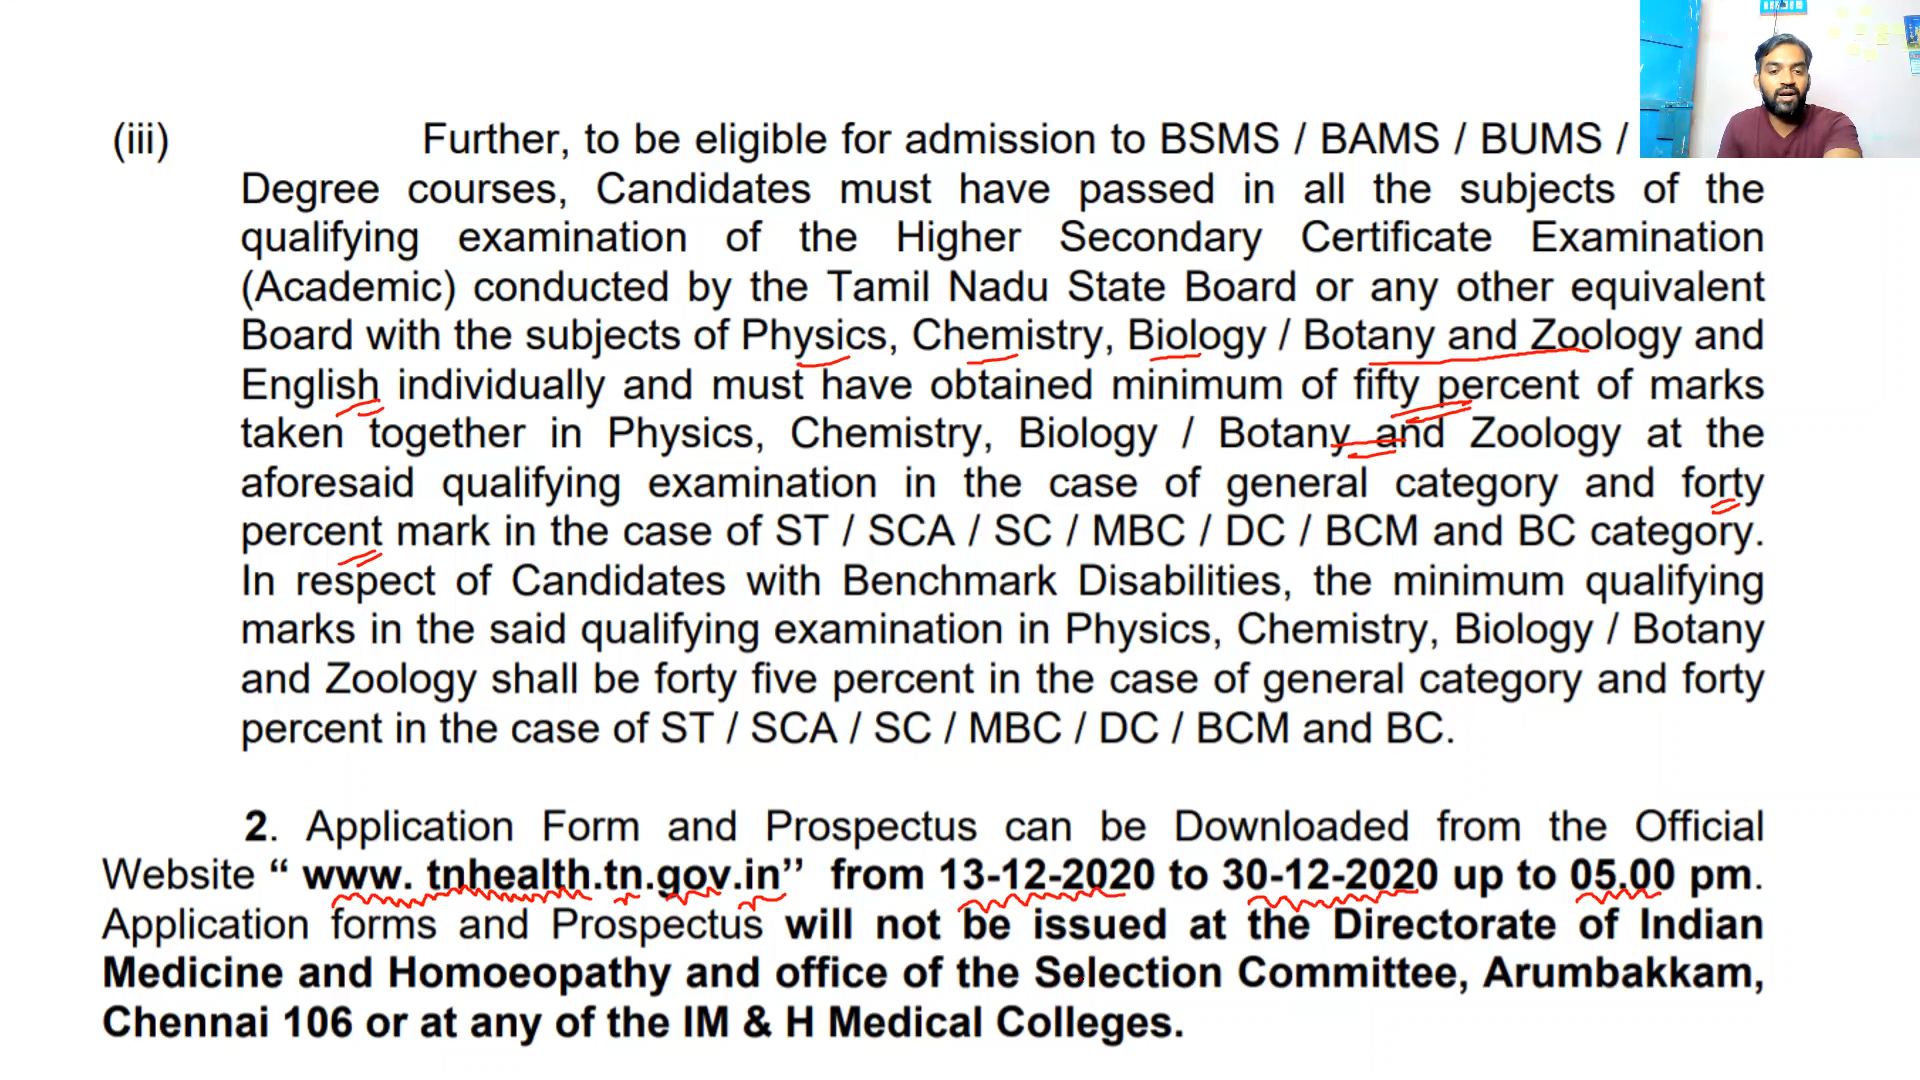 (iii) Further, to be eligible for admission to BSMS / BAMS / BUMS /
Degree courses, Candidates must have passed in all the subjects of the
qualifying examination of the Higher Secondary Certificate Examination
(Academic) conducted by the Tamil Nadu State Board or any other equivalent
Board with the subjects of Physics, Chemistry, Biology / Botany and Zoology and
English individually and must have obtained minimum of fifty percent of marks
taken together in Physics, Chemistry, Biology / Botany and Zoology at the
aforesaid qualifying examination in the case of general category and forty
percent mark in the case of ST / SCA / SC / MBC / DC / BCM and BC category.
In respect of Candidates with Benchmark Disabilities, the minimum qualifying
marks in the said qualifying examination in Physics, Chemistry, Biology / Botany
and Zoology shall be forty five percent in the case of general category and forty
percent in the case of ST / SCA / SC / MBC / DC / BCM and BC.
2. Application Form and Prospectus can be Downloaded from the Official
Website “ www. tnhealth.tn.gov.in’’ from 13-12-2020 to 30-12-2020 up to 05.00 pm.
Application forms and Prospectus will not be issued at the Directorate of Indian
Medicine and Homoeopathy and office of the Selection Committee, Arumbakkam,
Chennai 106 or at any of the IM & H Medical Colleges.